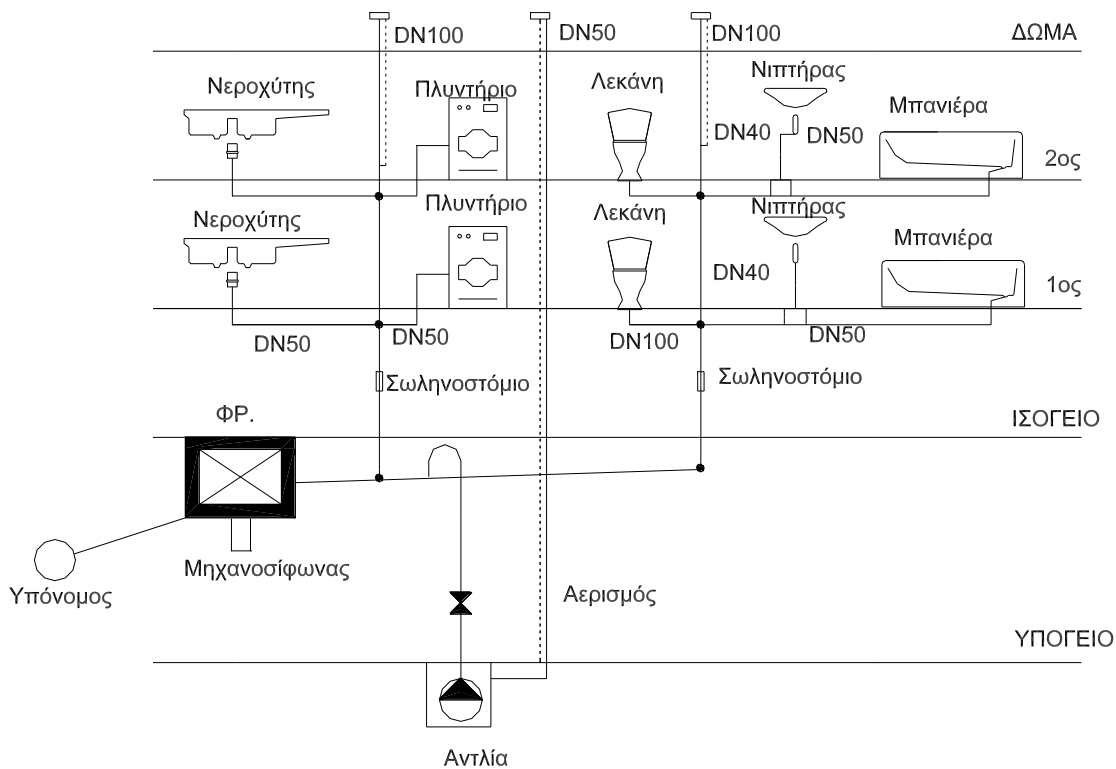 DN100
DN50
DN100
ΔΩΜΑ
Νεροχύτης
Πλυντήριο
Λεκάνη
Νιπτήρας
Μπανιέρα
DN40
DN50
2ος
Νεροχύτης
Πλυντήριο
Λεκάνη
Νιπτήρας
Μπανιέρα
DN40
1ος
DN50
DN50
DN100
DN50
Σωληνοστόμιο
Σωληνοστόμιο
ΦΡ.
ΙΣΟΓΕΙΟ
Μηχανοσίφωνας
Υπόνομος
Αερισμός
ΥΠΟΓΕΙΟ
Αντλία